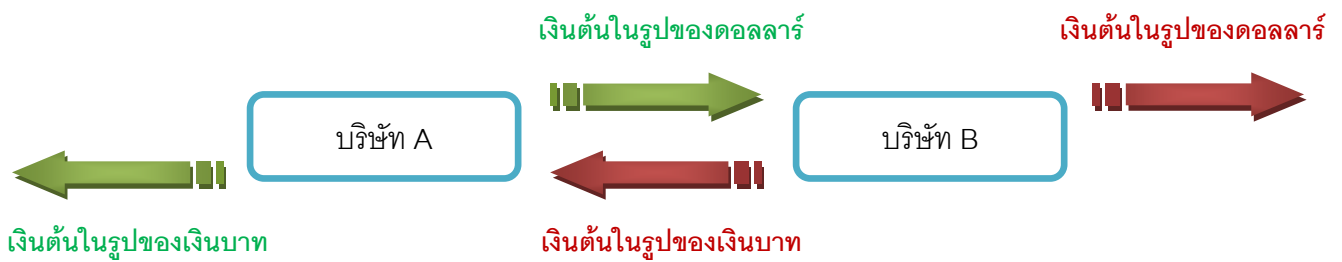 เงินต้นในรูปของดอลลาร์ เงินต้นในรูปของดอลลาร์
บริษัท A บริษัท B
เงินต้นในรูปของเงินบาท เงินต้นในรูปของเงินบาท